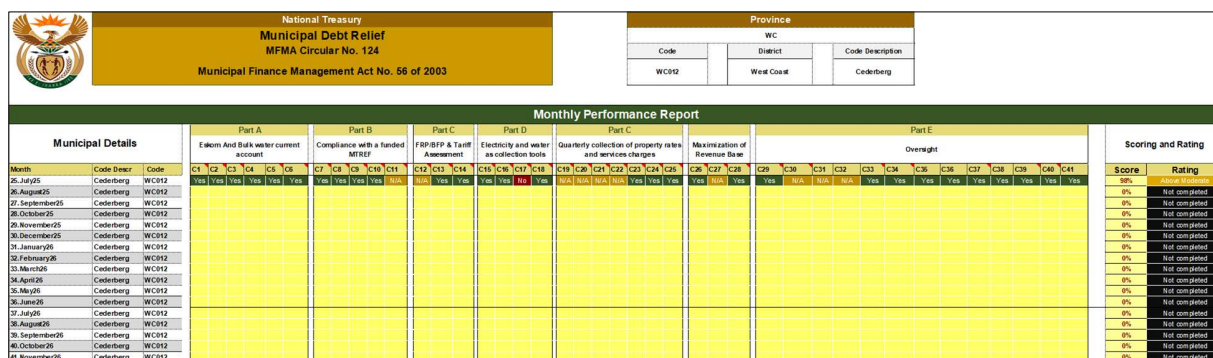 National Treasury
Municipal Debt Relief
MFMA Circular No. 124
Municipal Finance Management Act No. 56 of 2003
Province
WC
Code District Code Description
WC012 West Coast Cederberg
Monthly Performance Report
Municipal Details Part A Part B Part C Part D Part C Part E Scoring and Rating
Eskom And Bulk water current account Compliance with a funded MTREF FRP/BFP & Tariff Assessment Electricity and water as collection tools Quarterly collection of property rates and services charges Maximization of Revenue Base Oversight
Month Code Descr Code C1 C2 C3 C4 C5 C6 C7 C8 C9 C10 C11 C12 C13 C14 C15 C16 C17 C18 C19 C20 C21 C22 C23 C24 C25 C26 C27 C28 C29 C30 C31 C32 C33 C34 C35 C36 C37 C38 C39 C40 C41 Score Rating
25.July25 Cederberg WC012 Yes Yes Yes Yes Yes Yes Yes Yes Yes Yes N/A N/A Yes Yes Yes Yes No Yes N/A N/A N/A N/A Yes Yes Yes Yes N/A Yes Yes N/A N/A N/A Yes Yes Yes Yes Yes Yes Yes Yes Yes 98% Above Moderate
26.August25 Cederberg WC012 0% Not completed
27.September25 Cederberg WC012 0% Not completed
28.October25 Cederberg WC012 0% Not completed
29.November25 Cederberg WC012 0% Not completed
30.December25 Cederberg WC012 0% Not completed
31.January26 Cederberg WC012 0% Not completed
32.February26 Cederberg WC012 0% Not completed
33.March26 Cederberg WC012 0% Not completed
34.April26 Cederberg WC012 0% Not completed
35.May26 Cederberg WC012 0% Not completed
36.June26 Cederberg WC012 0% Not completed
37.July26 Cederberg WC012 0% Not completed
38.August26 Cederberg WC012 0% Not completed
39.September26 Cederberg WC012 0% Not completed
40.October26 Cederberg WC012 0% Not completed
41.November26 Cederberg WC012 0% Not completed